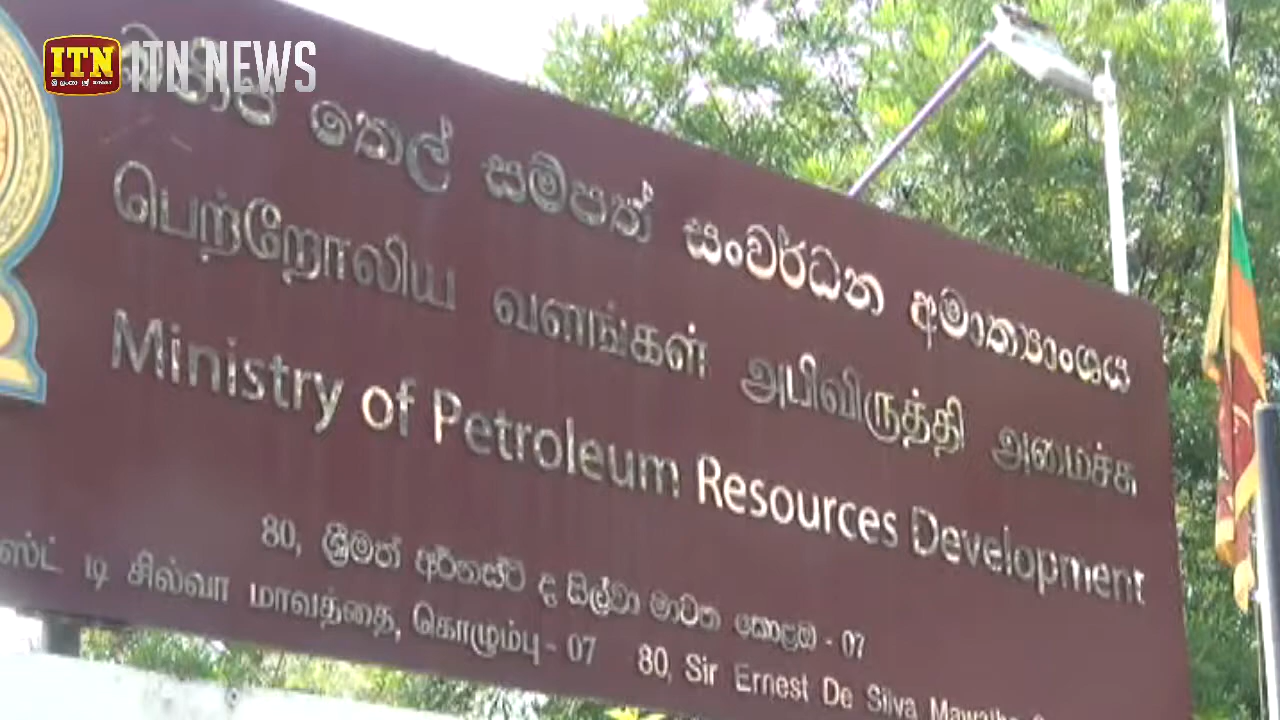 ITN
ITN NEWS
තෙල් සම්පත් සංවර්ධන අමාත්‍යාංශය
பெற்றோலிய வளங்கள் அபிவிருத்தி அமைச்சு
Ministry of Petroleum Resources Development
80, ශ්‍රීමත් අර්නස්ට් ද සිල්වා මාවත කොළඹ - 07
டி சில்வா மாவத்தை, கொழும்பு - 07
80, Sir Ernest De Silva